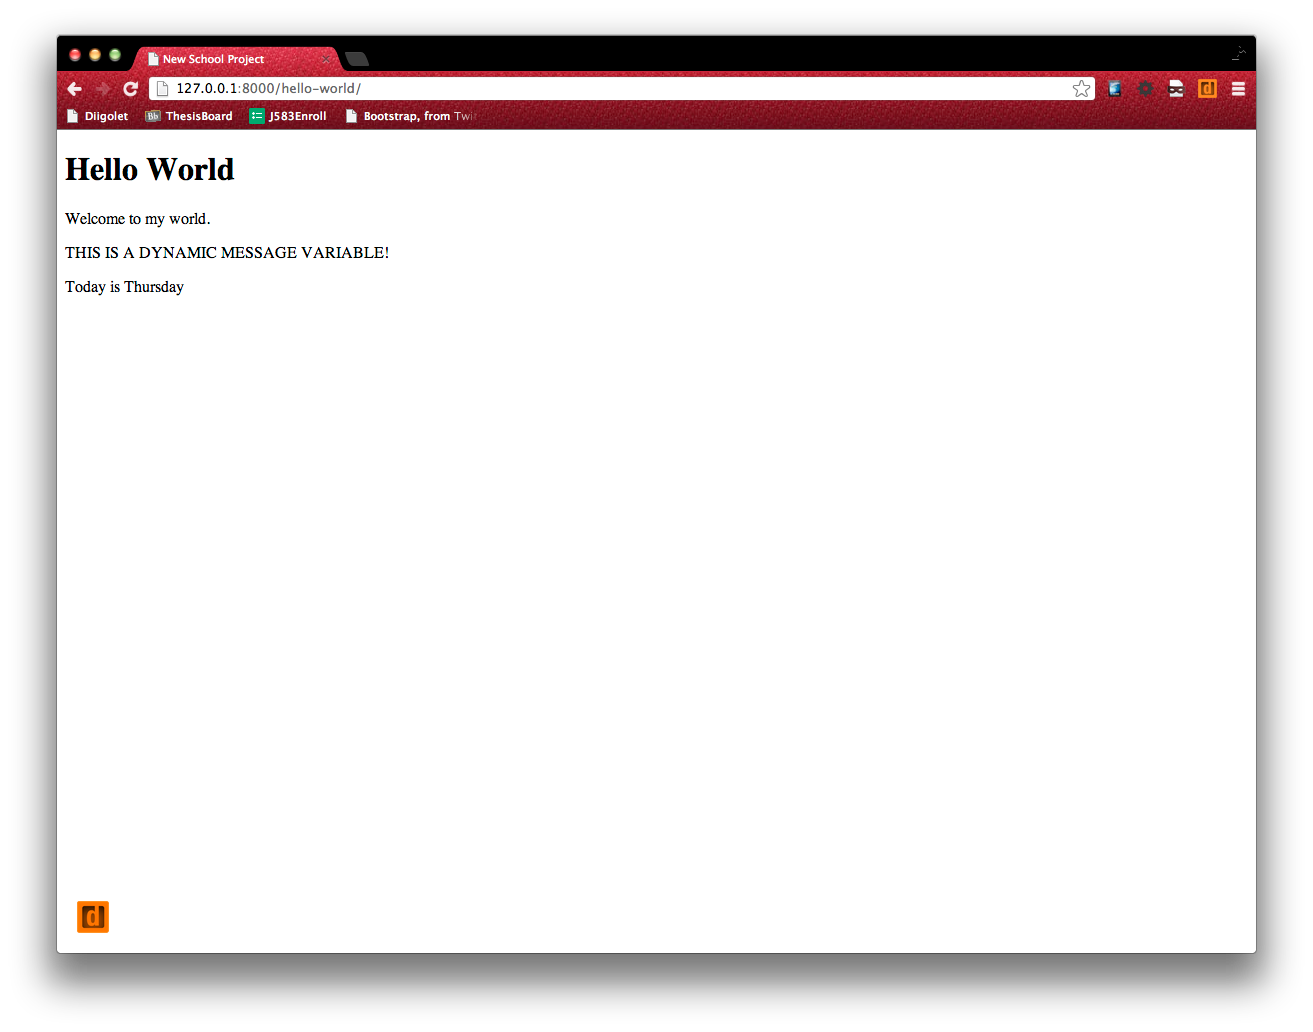 New School Project
127.0.0.1:8000/hello-world/
d
Diigolet
Bb ThesisBoard
J583Enroll
Bootstrap, from Twi
Hello World
Welcome to my world.
THIS IS A DYNAMIC MESSAGE VARIABLE!
Today is Thursday
d